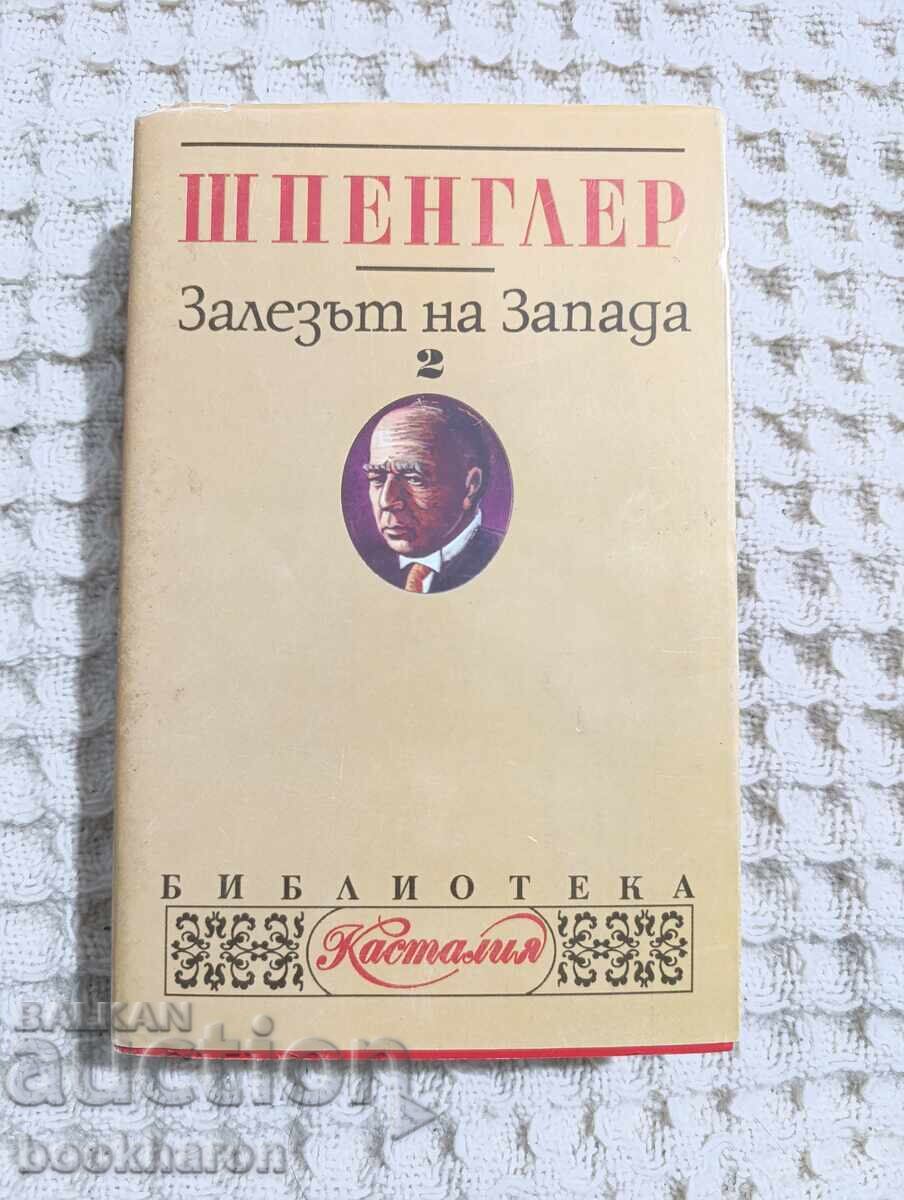 ШПЕНГЛЕР
Залезът на Запада
2
БИБЛИОТЕКА
Касталия
BALKAN
auction
bookharon